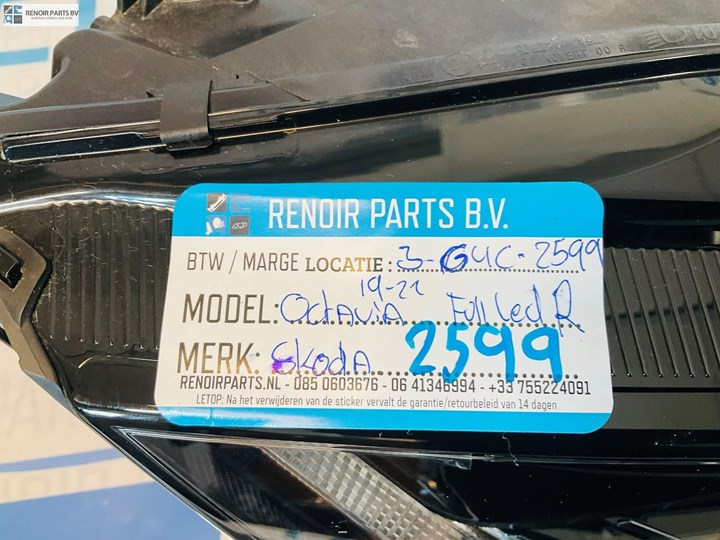 RENOIR PARTS BV
RENOIR PARTS B.V.
BTW / MARGE LOCATIE: 3-G4C-2599
19-22
MODEL: Octavia Full Led R
MERK: Skoda 2599
RENOIRPARTS.NL - 085 0603676 - 06 41346994 - +33 755224091
LETOP: Na het verwijderen van de sticker vervalt de garantie/retourbeleid van 14 dagen